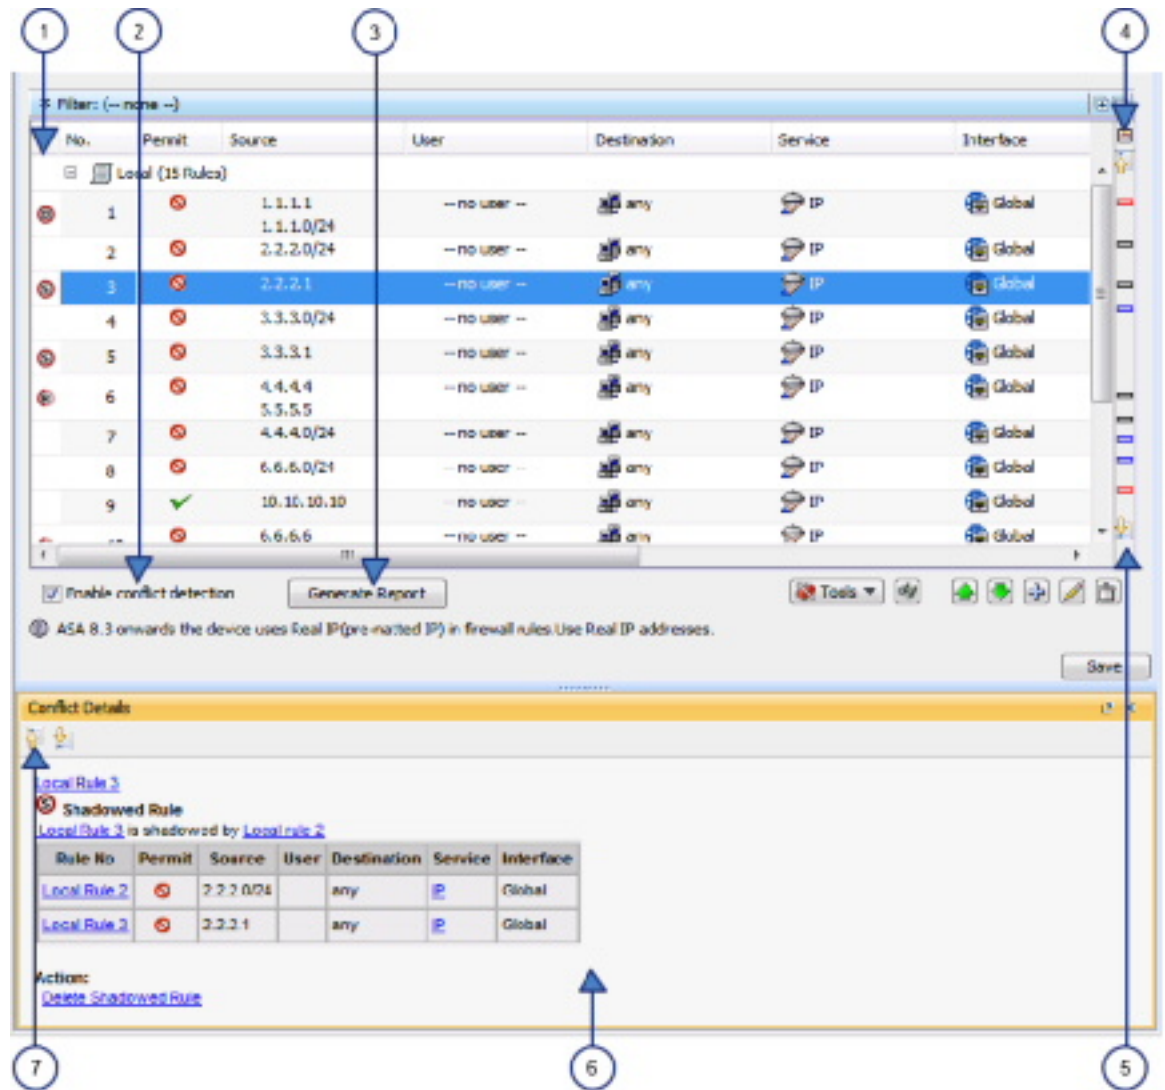 1 2 3 4
Filter: (-- none --)
No. Permit Source User Destination Service Interface
Local (15 Rules)
1 1.1.1.1 -- no user -- any IP Global
1.1.1.0/24
2 2.2.2.0/24 -- no user -- any IP Global
3 2.2.2.1 -- no user -- any IP Global
4 3.3.3.0/24 -- no user -- any IP Global
5 3.3.3.1 -- no user -- any IP Global
6 4.4.4.4 -- no user -- any IP Global
5.5.5.5
7 4.4.4.0/24 -- no user -- any IP Global
8 6.6.6.0/24 -- no user -- any IP Global
9 10.10.10.10 -- no user -- any IP Global
6.6.6.6 -- no user -- any IP Global
Enable conflict detection Generate Report Tools
ASA 8.3 onwards the device uses Real IP(pre-natted IP) in firewall rules.Use Real IP addresses.
Save
Conflict Details
Local Rule 3
Shadowed Rule
Local Rule 3 is shadowed by Local rule 2
Rule No Permit Source User Destination Service Interface
Local Rule 2 2.2.2.0/24 any IP Global
Local Rule 3 2.2.2.1 any IP Global
Action:
Delete Shadowed Rule
7 6 5